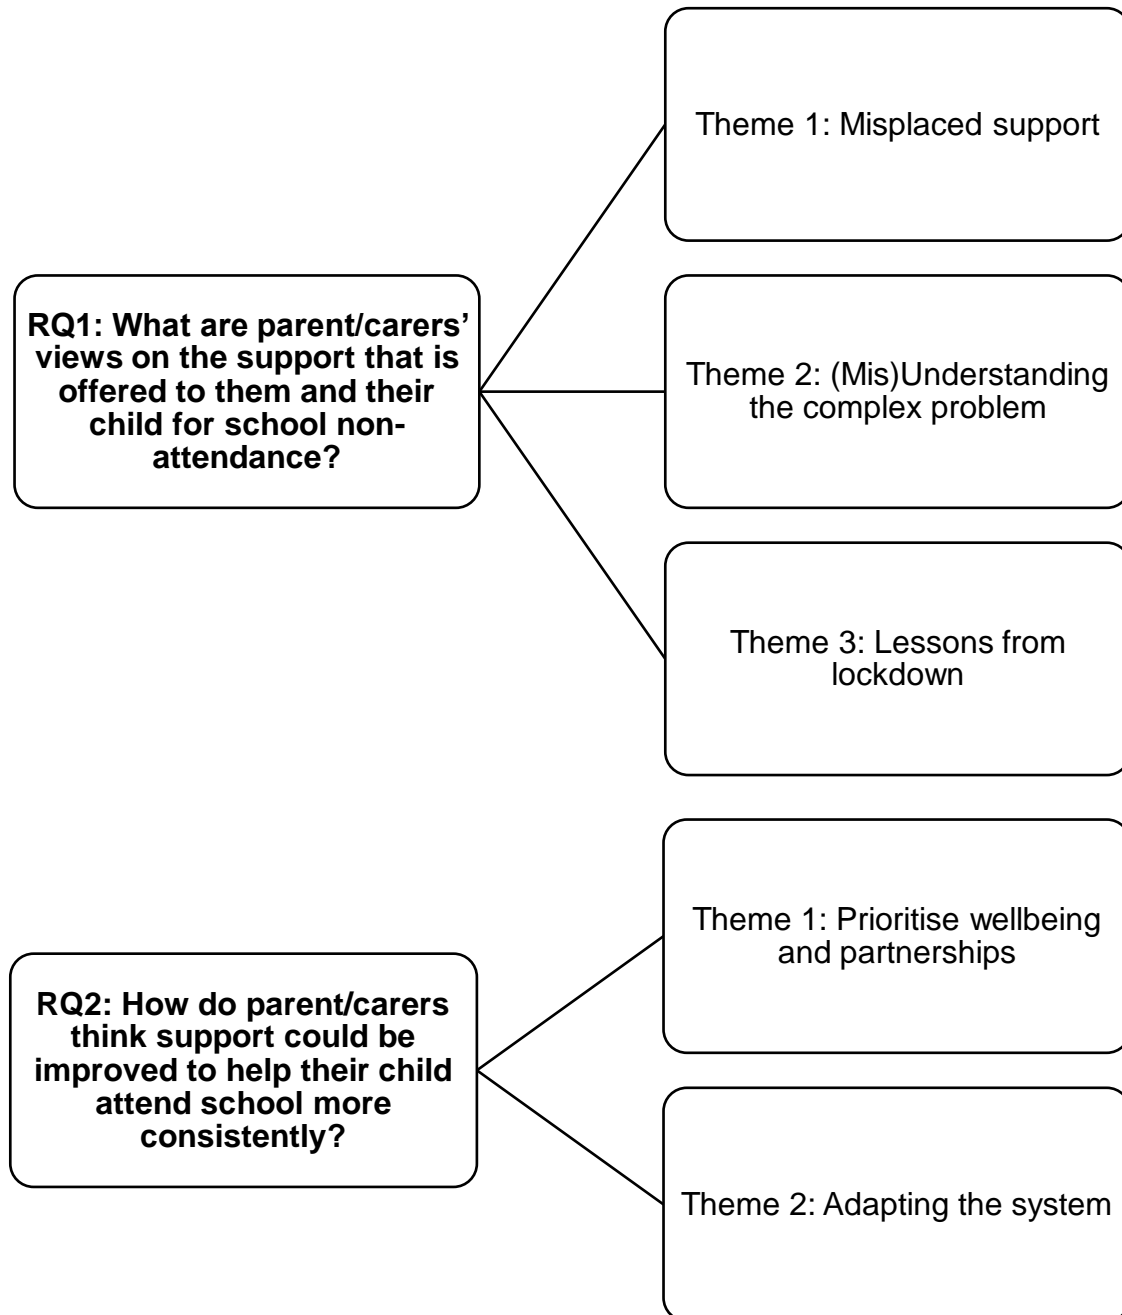 RQ1: What are parent/carers’
views on the support that is
offered to them and their
child for school non-
attendance?
Theme 1: Misplaced support
Theme 2: (Mis)Understanding
the complex problem
Theme 3: Lessons from
lockdown
RQ2: How do parent/carers
think support could be
improved to help their child
attend school more
consistently?
Theme 1: Prioritise wellbeing
and partnerships
Theme 2: Adapting the system